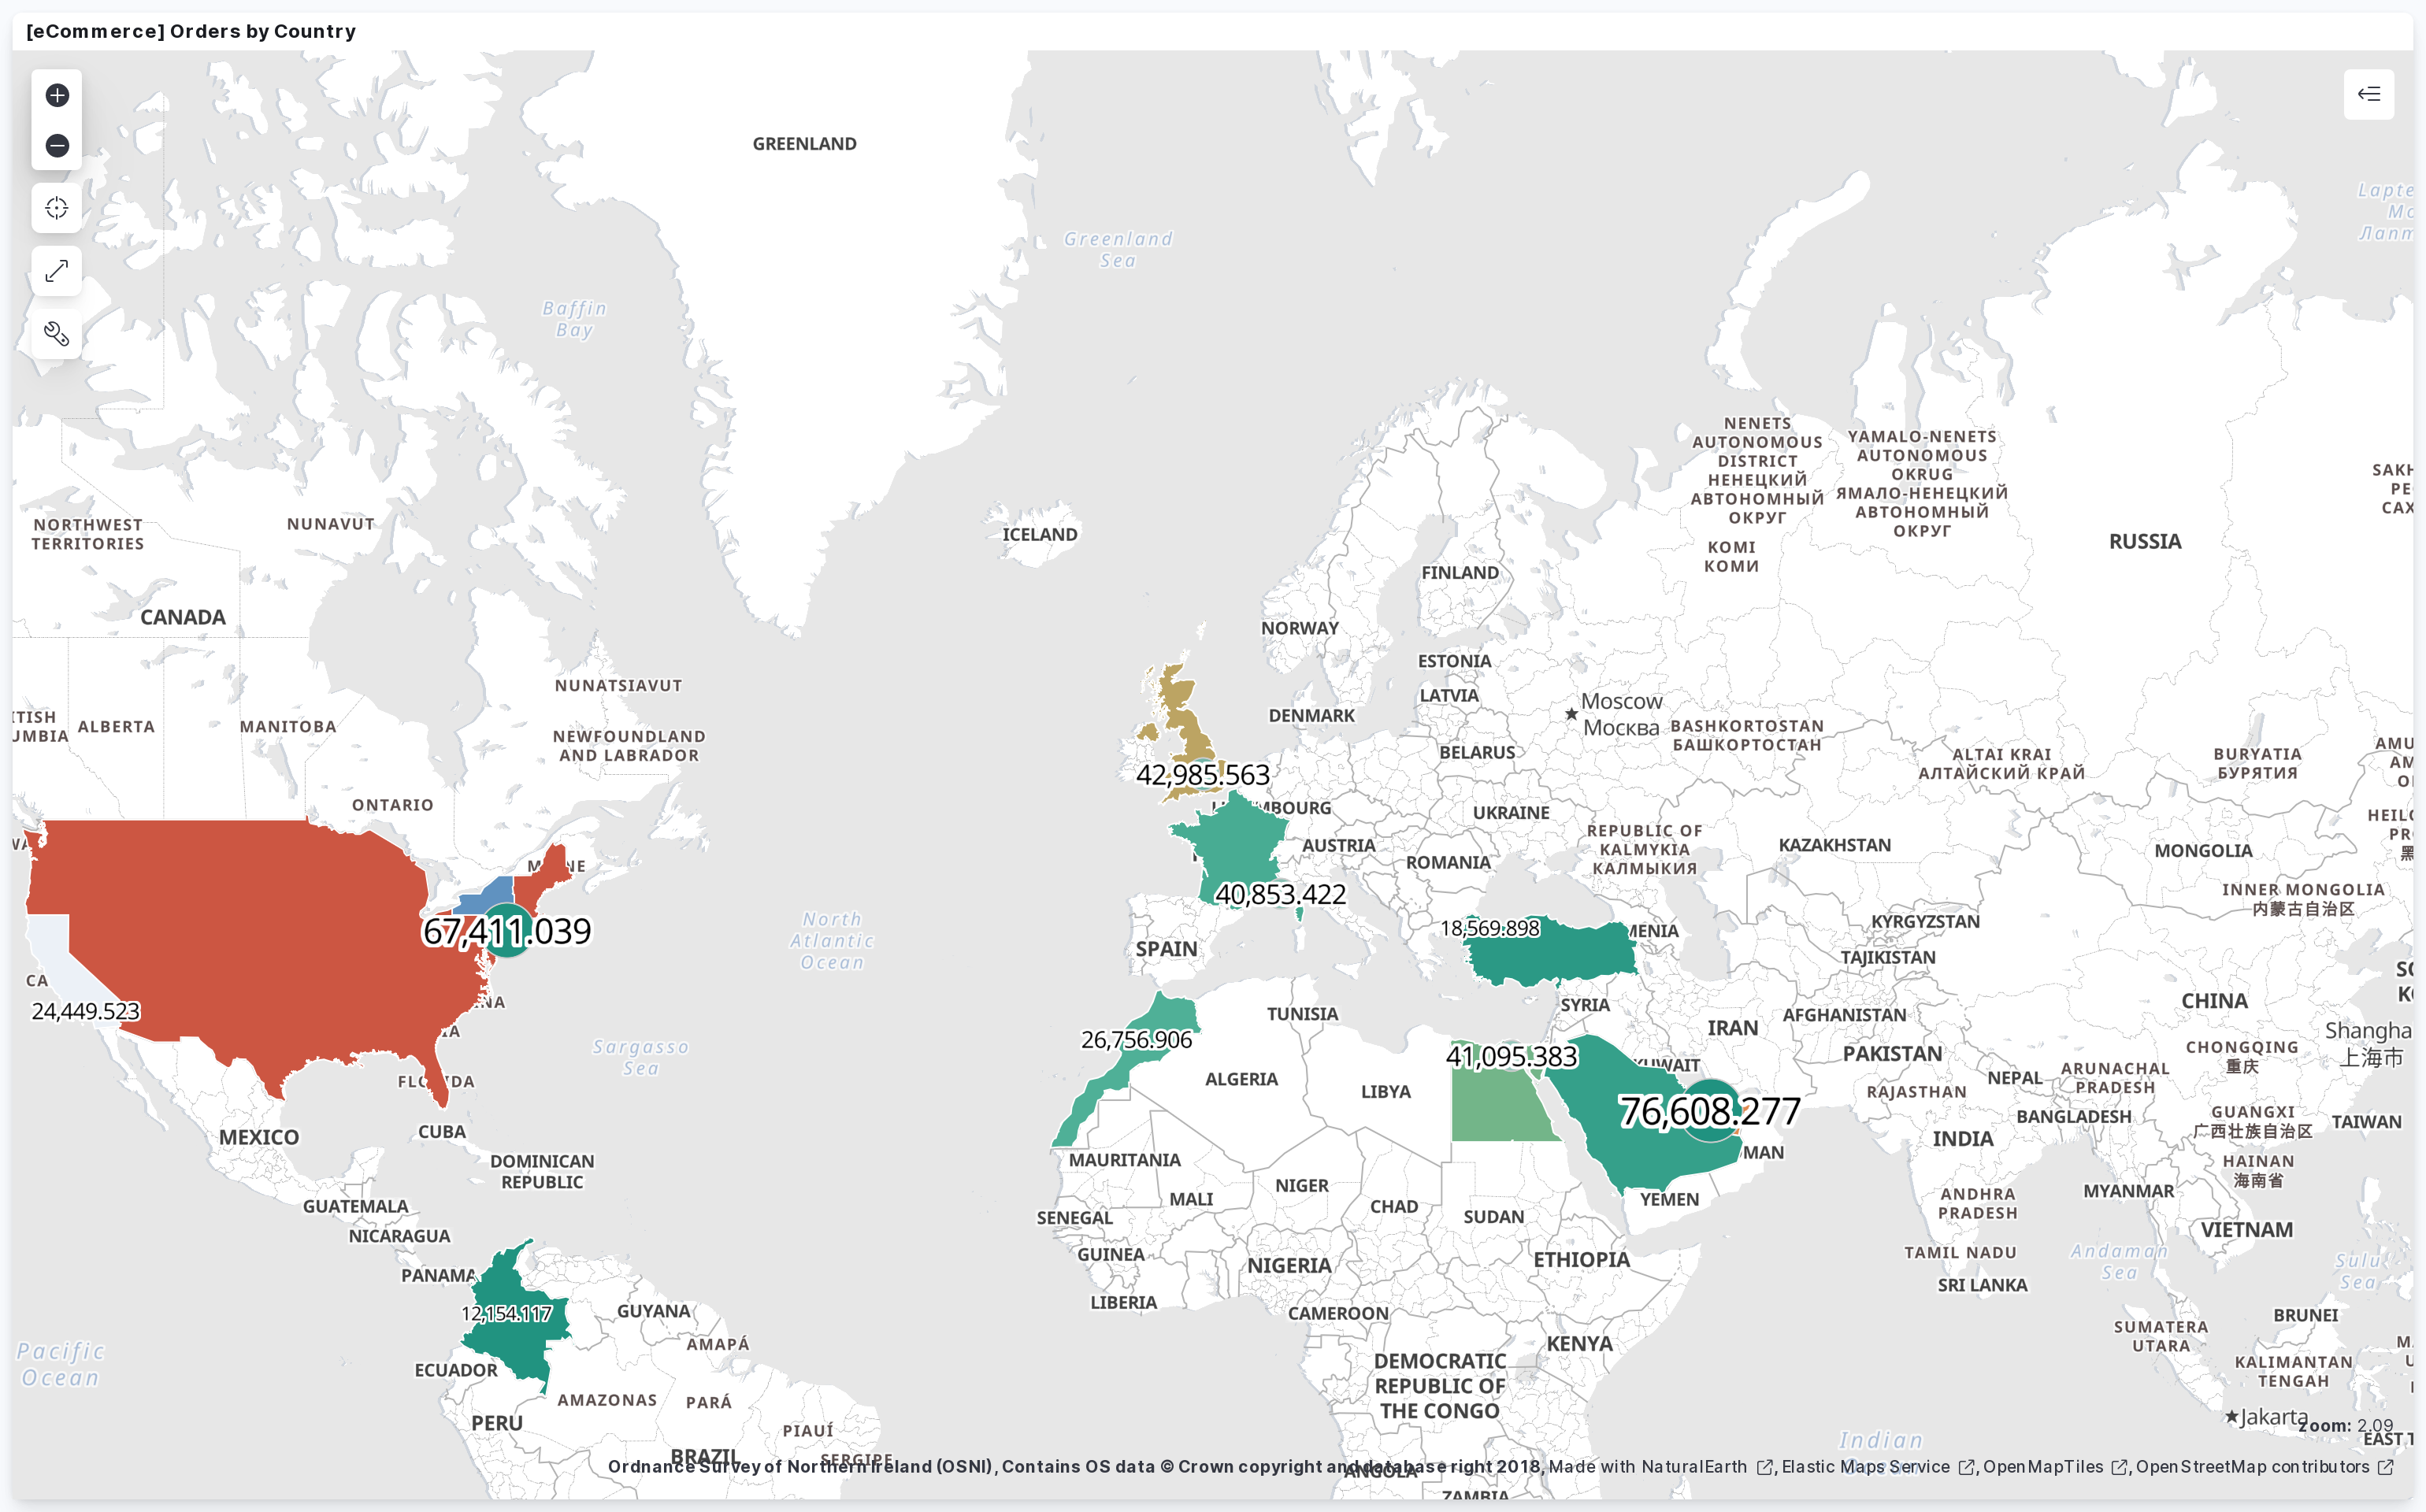 [eCommerce] Orders by Country
GREENLAND
Greenland
Sea
Baffin
Bay
NENETS
AUTONOMOUS
DISTRICT
НЕНЕЦКИЙ
АВТОНОМНЫЙ
ОКРУГ
YAMALO-NENETS
AUTONOMOUS
OKRUG
ЯМАЛО-НЕНЕЦКИЙ
АВТОНОМНЫЙ
ОКРУГ
NORTHWEST
TERRITORIES
NUNAVUT
ICELAND
RUSSIA
KOMI
КОМИ
FINLAND
CANADA
NORWAY
ESTONIA
LATVIA
NUNATSIAVUT
Moscow
Москва
DENMARK
ALBERTA
MANITOBA
NEWFOUNDLAND
AND LABRADOR
BELARUS
BASHKORTOSTAN
БАШКОРТОСТАН
ALTAI KRAI
АЛТАЙСКИЙ КРАЙ
BURYATIA
БУРЯТИЯ
42,985.563
ONTARIO
UKRAINE
AUSTRIA
ROMANIA
REPUBLIC OF
KALMYKIA
КАЛМЫКИЯ
KAZAKHSTAN
MONGOLIA
INNER MONGOLIA
内蒙古自治区
40,853.422
67,411.039
North
Atlantic
Ocean
SPAIN
18,569.898
KYRGYZSTAN
TAJIKISTAN
24,449.523
Sargasso
Sea
26,756.906
TUNISIA
SYRIA
IRAN
AFGHANISTAN
CHINA
Shangha
上海市
41,095.383
PAKISTAN
CHONGQING
重庆
ALGERIA
LIBYA
NEPAL
ARUNACHAL
PRADESH
RAJASTHAN
76,608.277
BANGLADESH
GUANGXI
广西壮族自治区
TAIWAN
MEXICO
CUBA
INDIA
DOMINICAN
REPUBLIC
MAURITANIA
HAINAN
海南省
GUATEMALA
NICARAGUA
MALI
NIGER
CHAD
SUDAN
YEMEN
ANDHRA
PRADESH
MYANMAR
VIETNAM
SENEGAL
GUINEA
NIGERIA
ETHIOPIA
TAMIL NADU
Andaman
Sea
Sulu
Sea
PANAMA
SRI LANKA
12,154.117
GUYANA
LIBERIA
CAMEROON
BRUNEI
AMAPÁ
KENYA
SUMATERA
UTARA
Pacific
Ocean
ECUADOR
DEMOCRATIC
REPUBLIC OF
THE CONGO
KALIMANTAN
TENGAH
AMAZONAS
PARÁ
PERU
PIAUÍ
Jakarta
zoom: 2.09
BRAZIL
SERGIPE
Indian
ANGOLA
Ordnance Survey of Northern Ireland (OSNI), Contains OS data © Crown copyright and database right 2018, Made with NaturalEarth , Elastic Maps Service , OpenMapTiles , OpenStreetMap contributors
ZAMBIA